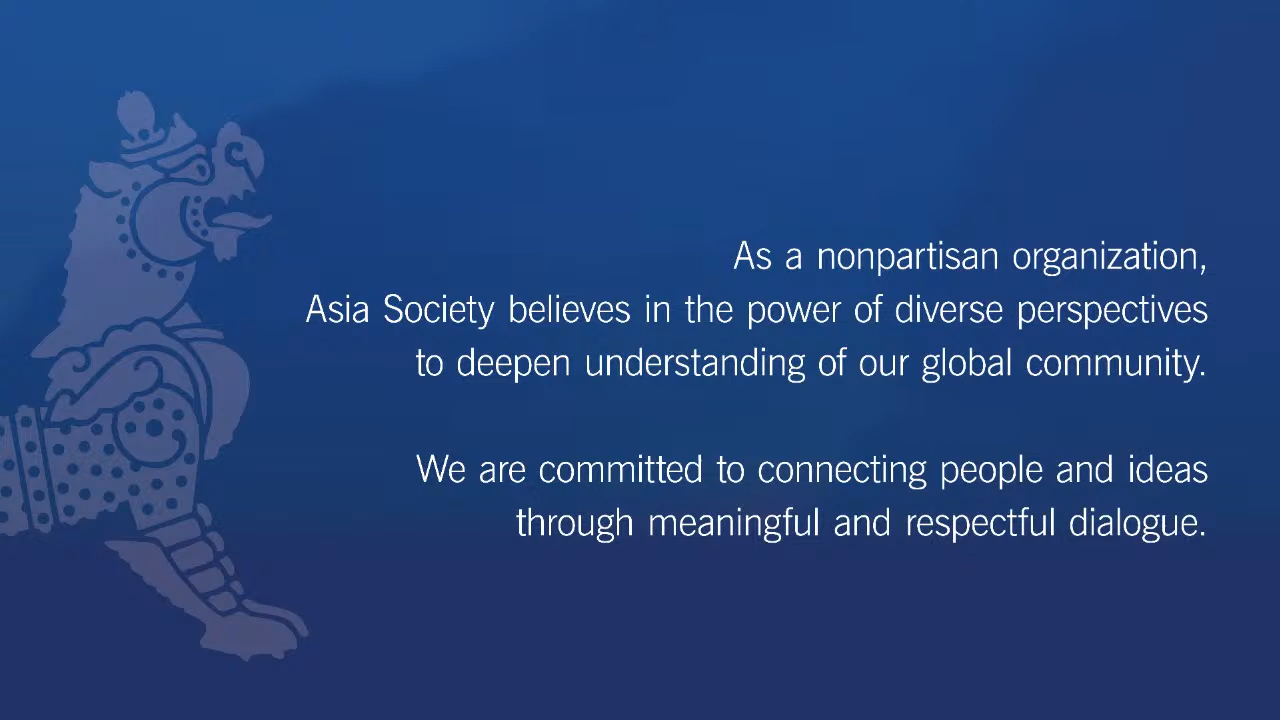 As a nonpartisan organization,
Asia Society believes in the power of diverse perspectives
to deepen understanding of our global community.
We are committed to connecting people and ideas
through meaningful and respectful dialogue.